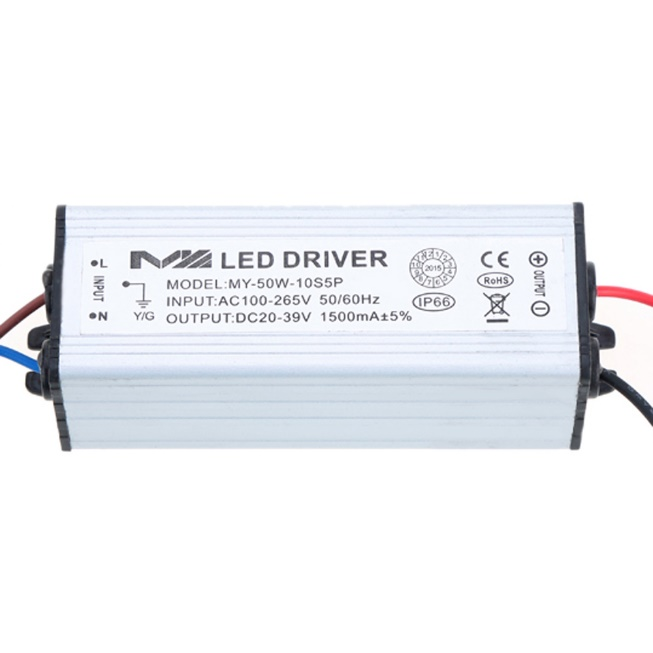 L
INPUT
N
Y/G
LED DRIVER
MODEL:MY-50W-10S5P
INPUT:AC100-265V 50/60Hz
OUTPUT:DC20-39V 1500mA±5%
2015
IP66
CE
RoHS
+
OUTPUT
-